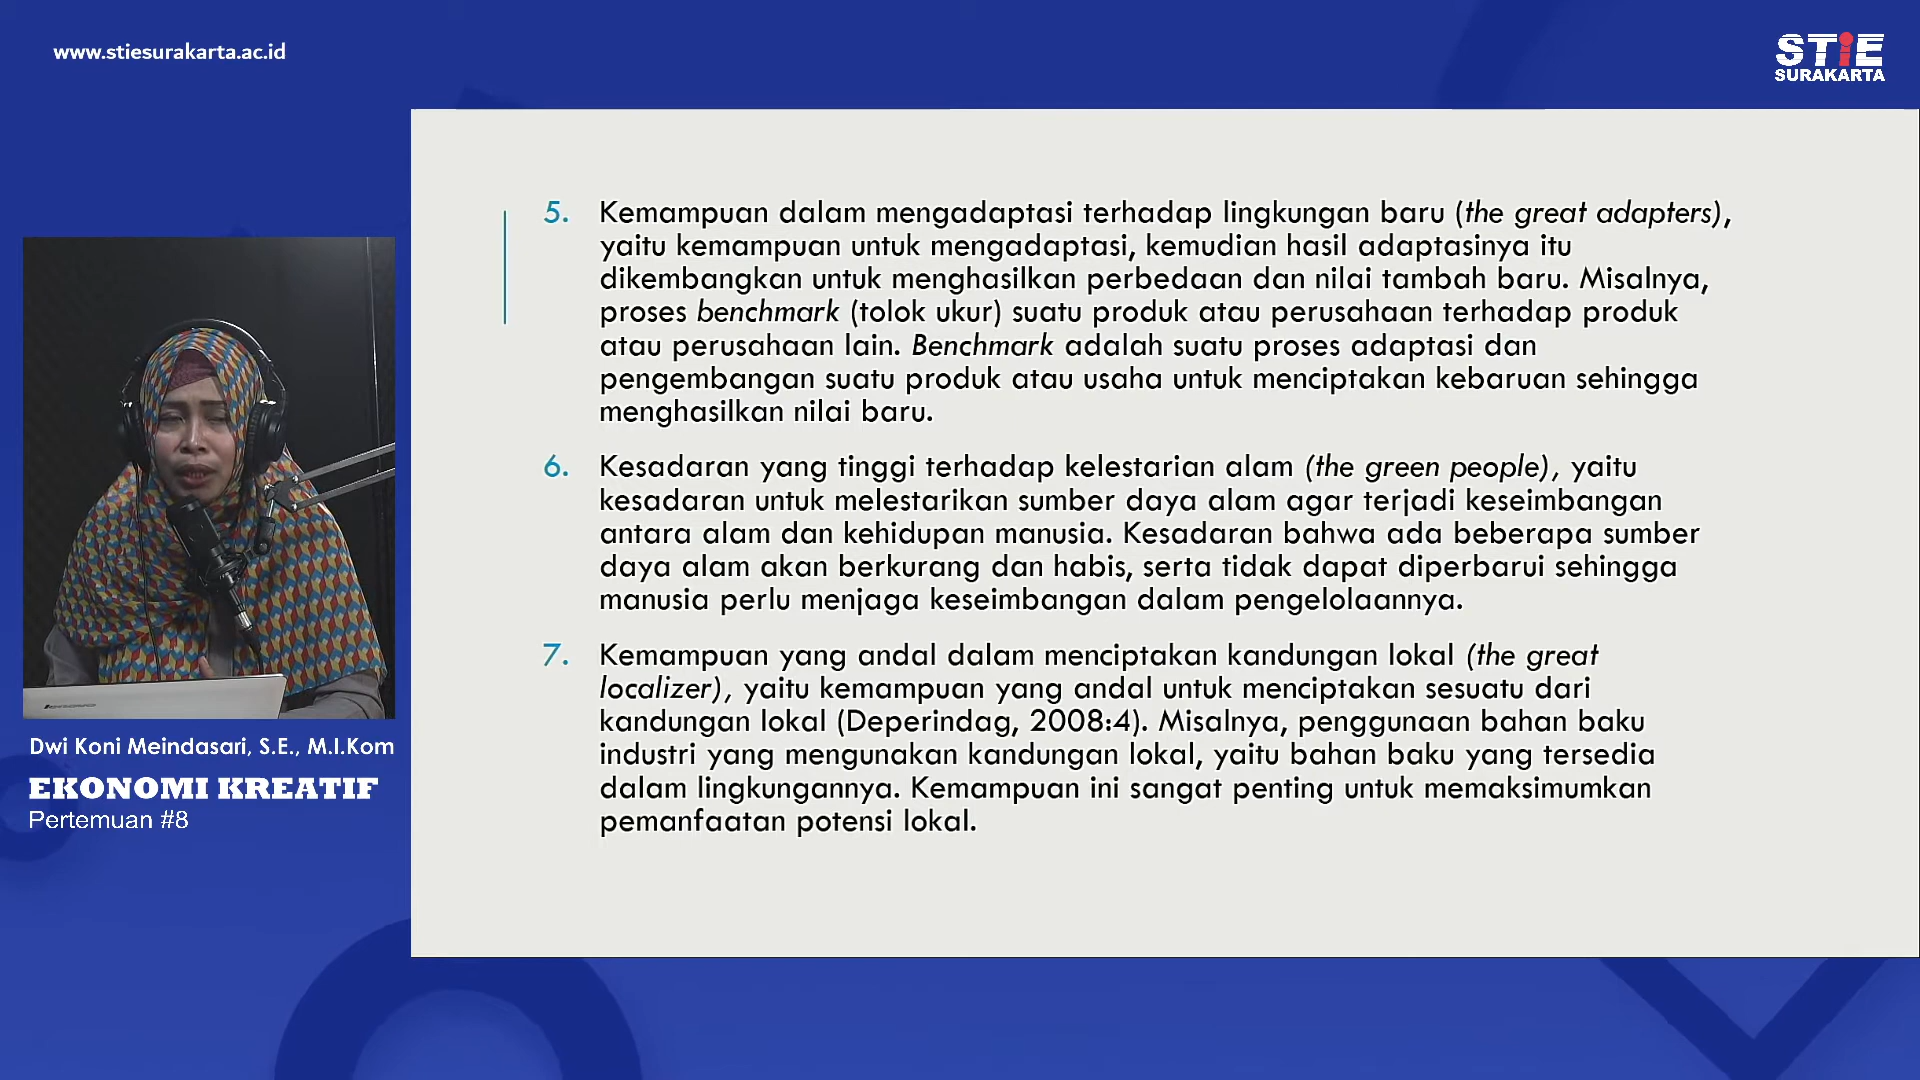 www.stiesurakarta.ac.id
STiE
SURAKARTA
5. Kemampuan dalam mengadaptasi terhadap lingkungan baru (the great adapters),
yaitu kemampuan untuk mengadaptasi, kemudian hasil adaptasinya itu
dikembangkan untuk menghasilkan perbedaan dan nilai tambah baru. Misalnya,
proses benchmark (tolok ukur) suatu produk atau perusahaan terhadap produk
atau perusahaan lain. Benchmark adalah suatu proses adaptasi dan
pengembangan suatu produk atau usaha untuk menciptakan kebaruan sehingga
menghasilkan nilai baru.
6. Kesadaran yang tinggi terhadap kelestarian alam (the green people), yaitu
kesadaran untuk melestarikan sumber daya alam agar terjadi keseimbangan
antara alam dan kehidupan manusia. Kesadaran bahwa ada beberapa sumber
daya alam akan berkurang dan habis, serta tidak dapat diperbarui sehingga
manusia perlu menjaga keseimbangan dalam pengelolaannya.
7. Kemampuan yang andal dalam menciptakan kandungan lokal (the great
localizer), yaitu kemampuan yang andal untuk menciptakan sesuatu dari
kandungan lokal (Deperindag, 2008:4). Misalnya, penggunaan bahan baku
industri yang mengunakan kandungan lokal, yaitu bahan baku yang tersedia
dalam lingkungannya. Kemampuan ini sangat penting untuk memaksimumkan
pemanfaatan potensi lokal.
Dwi Koni Meindasari, S.E., M.I.Kom
EKONOMI KREATIF
Pertemuan #8